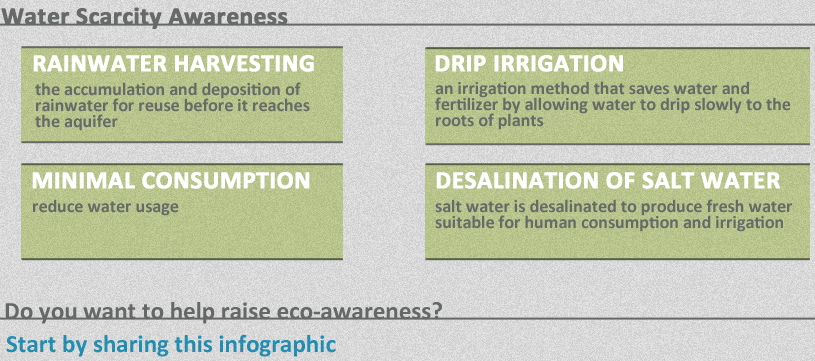 Water Scarcity Awareness
RAINWATER HARVESTING
the accumulation and deposition of
rainwater for reuse before it reaches
the aquifer
DRIP IRRIGATION
an irrigation method that saves water and
fertilizer by allowing water to drip slowly to the
roots of plants
MINIMAL CONSUMPTION
reduce water usage
DESALINATION OF SALT WATER
salt water is desalinated to produce fresh water
suitable for human consumption and irrigation
Do you want to help raise eco-awareness?
Start by sharing this infographic